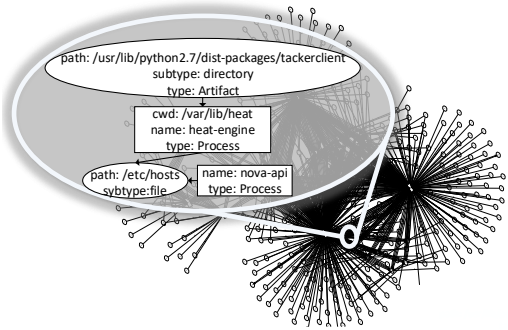 path: /usr/lib/python2.7/dist-packages/tackerclient
subtype: directory
type: Artifact
cwd: /var/lib/heat
name: heat-engine
type: Process
path: /etc/hosts
sybtype:file
name: nova-api
type: Process